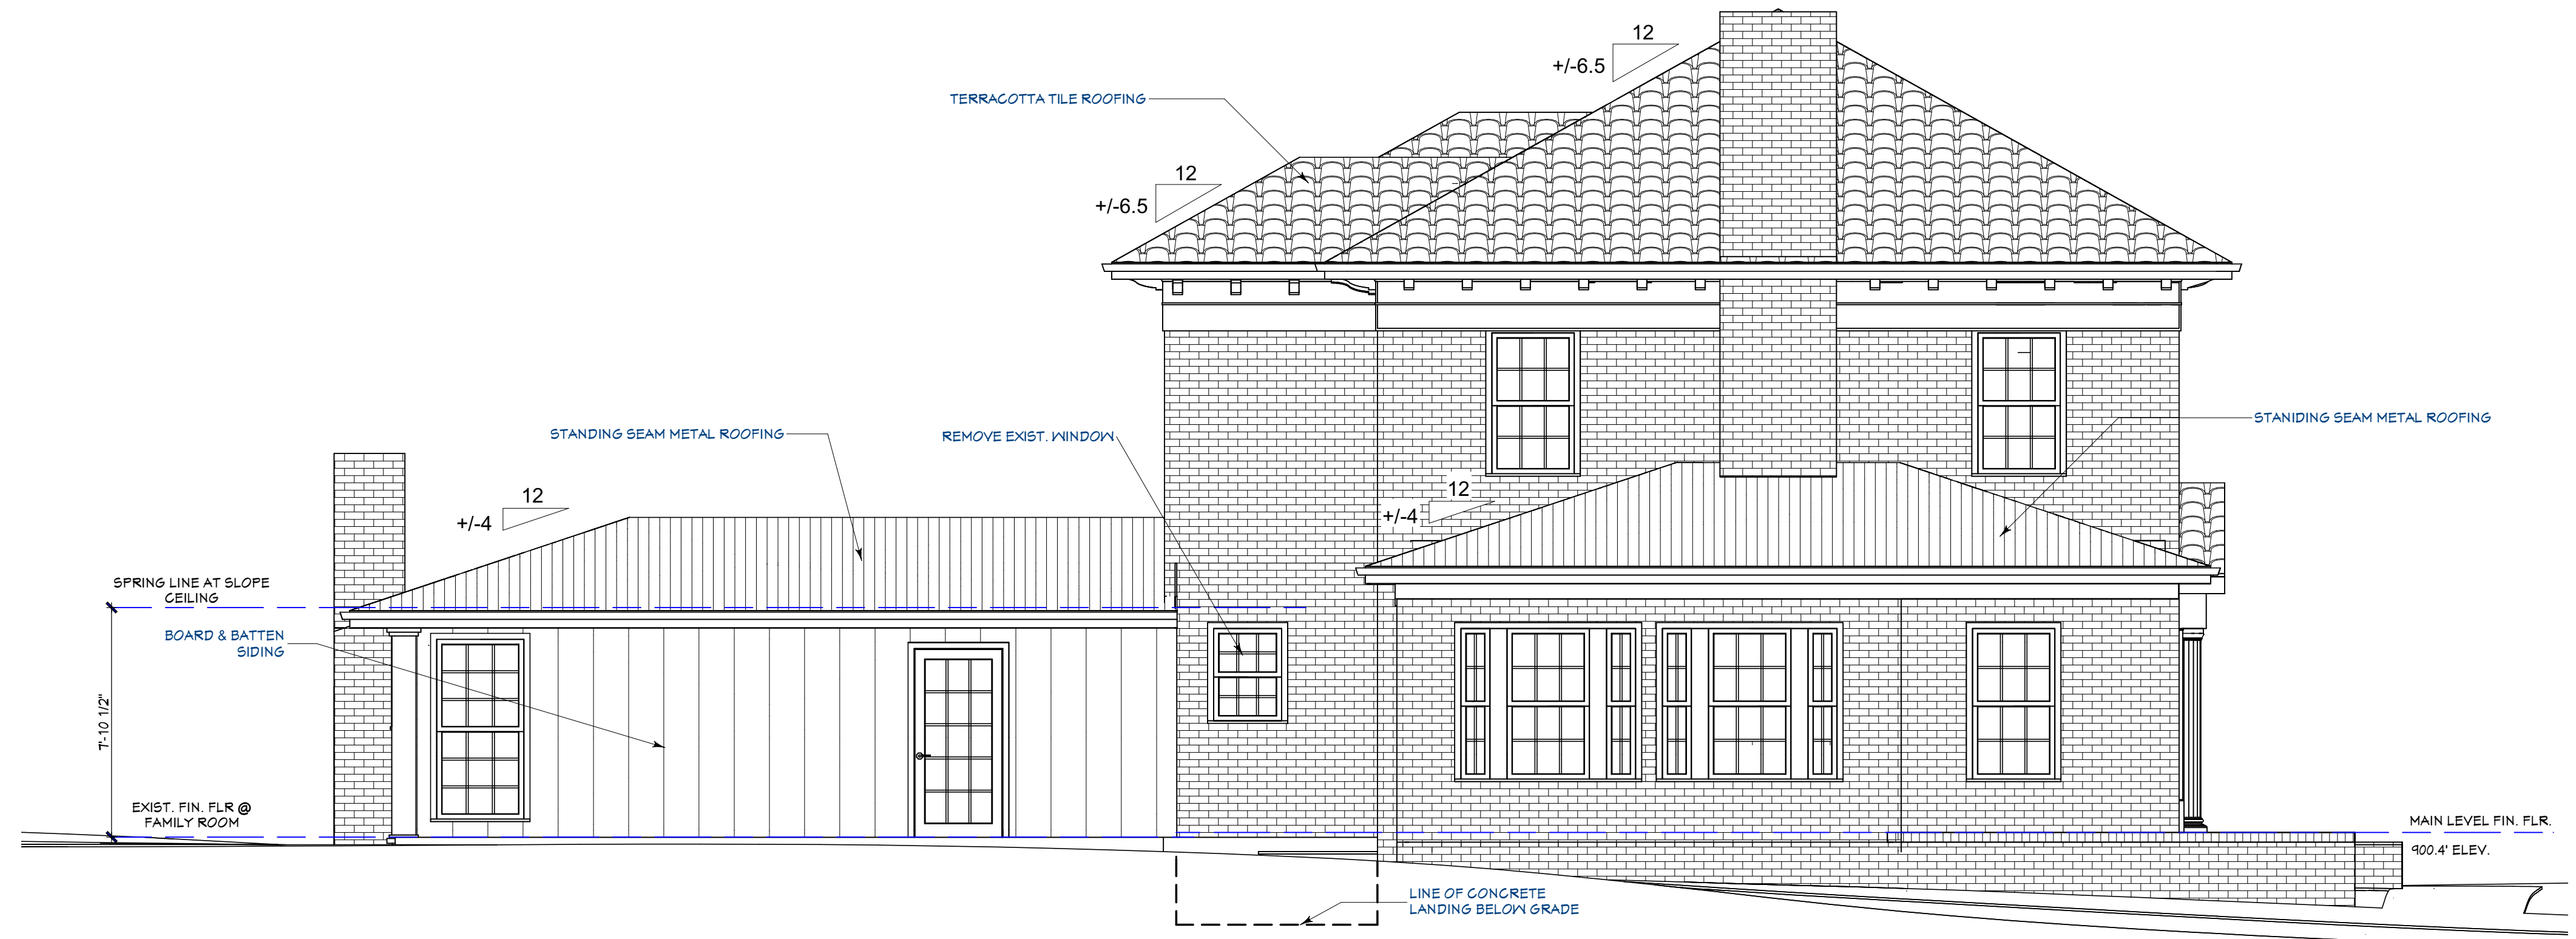 12
+/-6.5
TERRACOTTA TILE ROOFING
12
+/-6.5
STANDING SEAM METAL ROOFING
REMOVE EXIST. WINDOW
STANIDING SEAM METAL ROOFING
12
+/-4
12
+/-4
SPRING LINE AT SLOPE
CEILING
BOARD & BATTEN
SIDING
7'-10 1/2"
EXIST. FIN. FLR @
FAMILY ROOM
MAIN LEVEL FIN. FLR.
900.4' ELEV.
LINE OF CONCRETE
LANDING BELOW GRADE